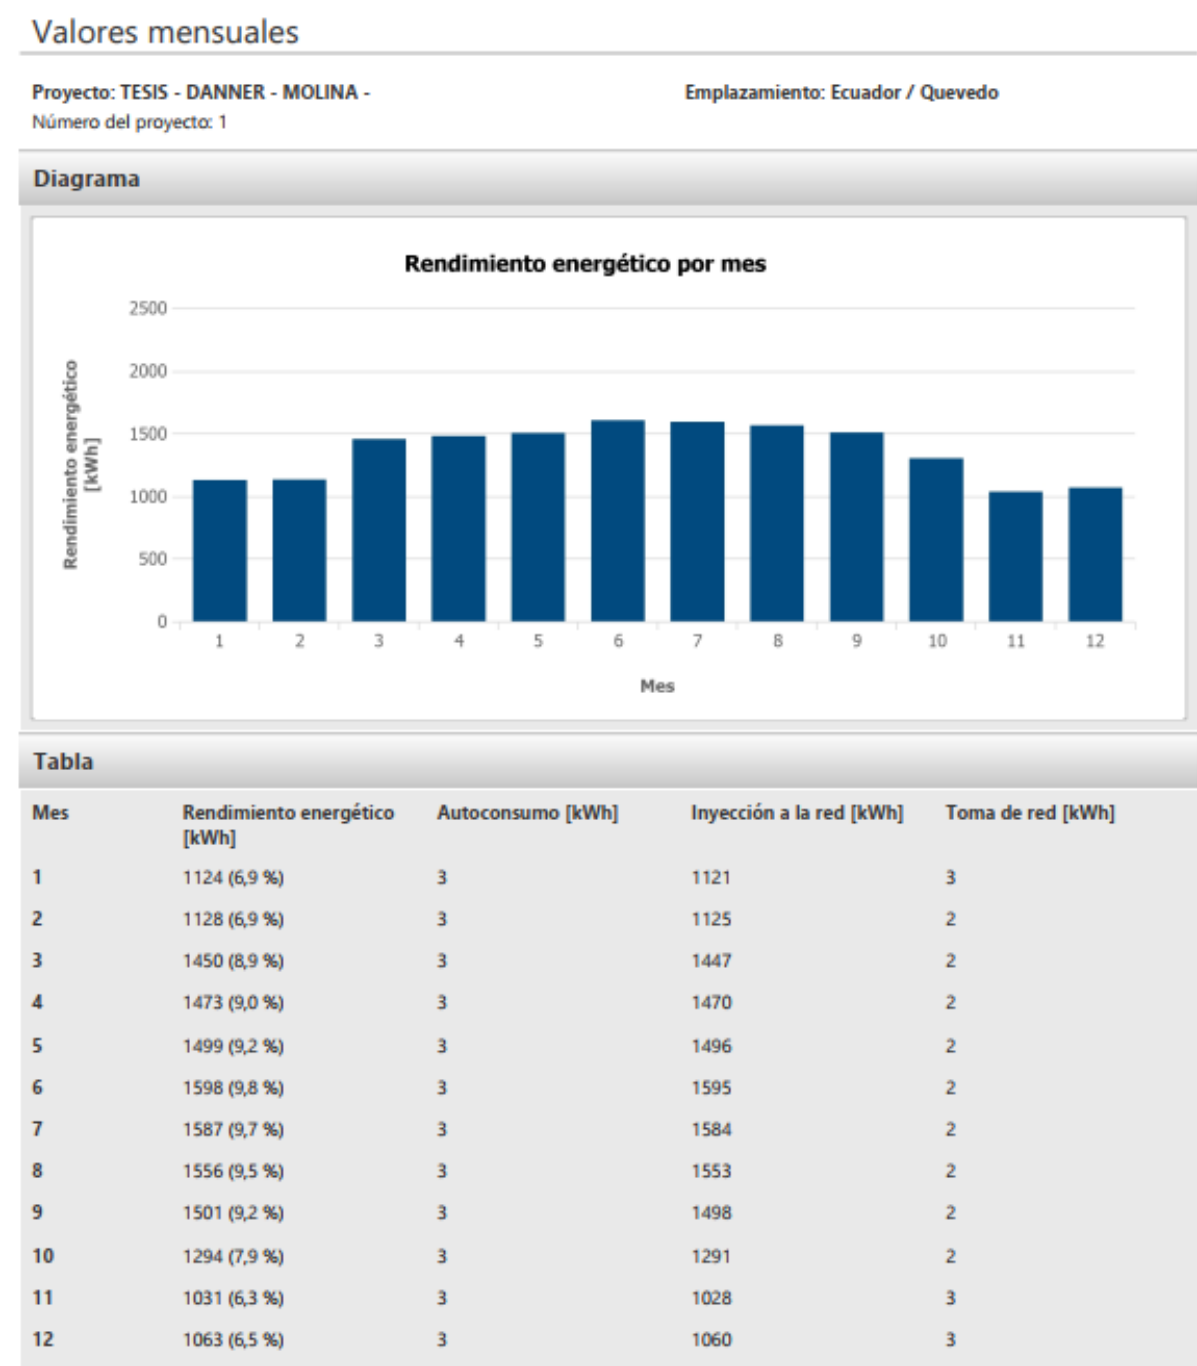 Valores mensuales
Proyecto: TESIS - DANNER - MOLINA -
Emplazamiento: Ecuador / Quevedo
Número del proyecto: 1
Diagrama
Rendimiento energético por mes
Rendimiento energético
[kWh]
2500
2000
1500
1000
500
0
1 2 3 4 5 6 7 8 9 10 11 12
Mes
Tabla
Mes Rendimiento energético [kWh] Autoconsumo [kWh] Inyección a la red [kWh] Toma de red [kWh]
1 1124 (6,9 %) 3 1121 3
2 1128 (6,9 %) 3 1125 2
3 1450 (8,9 %) 3 1447 2
4 1473 (9,0 %) 3 1470 2
5 1499 (9,2 %) 3 1496 2
6 1598 (9,8 %) 3 1595 2
7 1587 (9,7 %) 3 1584 2
8 1556 (9,5 %) 3 1553 2
9 1501 (9,2 %) 3 1498 2
10 1294 (7,9 %) 3 1291 2
11 1031 (6,3 %) 3 1028 3
12 1063 (6,5 %) 3 1060 3